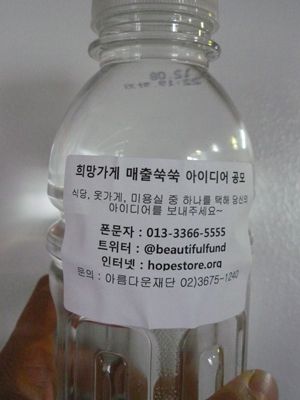 희망가게 매출쑥쑥 아이디어 공모
식당, 옷가게, 미용실 중 하나를 택해 당신의
아이디어를 보내주세요~
폰문자 : 013-3366-5555
트위터 : @beautifulfund
인터넷 : hopestore.org
문의 : 아름다운재단 02)3675-1240